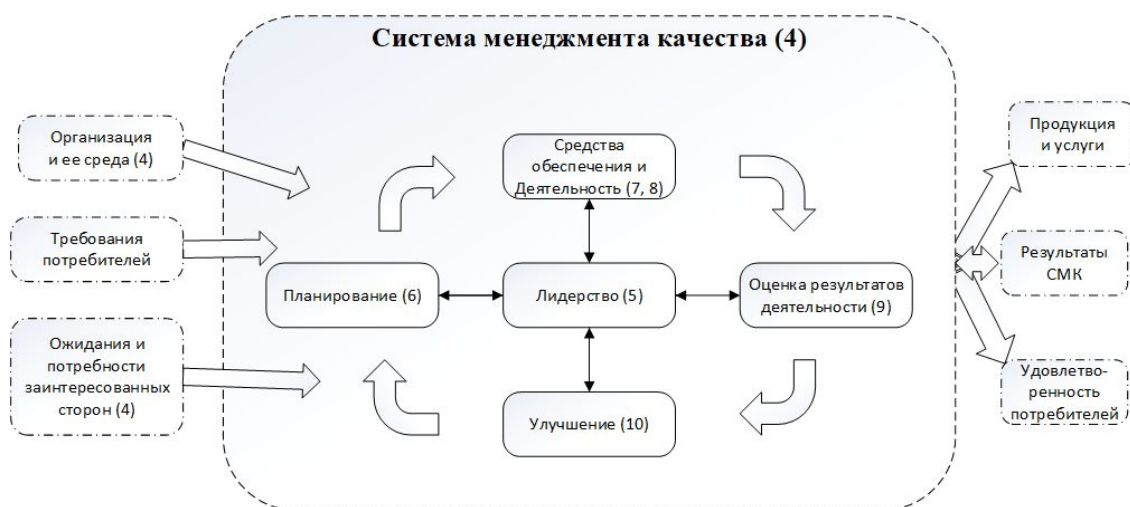 Система менеджмента качества (4)
Организация
и ее среда (4)
Требования
потребителей
Ожидания и
потребности
заинтересованных
сторон (4)
Средства
обеспечения и
Деятельность (7, 8)
Планирование (6)
Лидерство (5)
Оценка результатов
деятельности (9)
Улучшение (10)
Продукция
и услуги
Результаты
СМК
Удовлетво-
ренность
потребителей